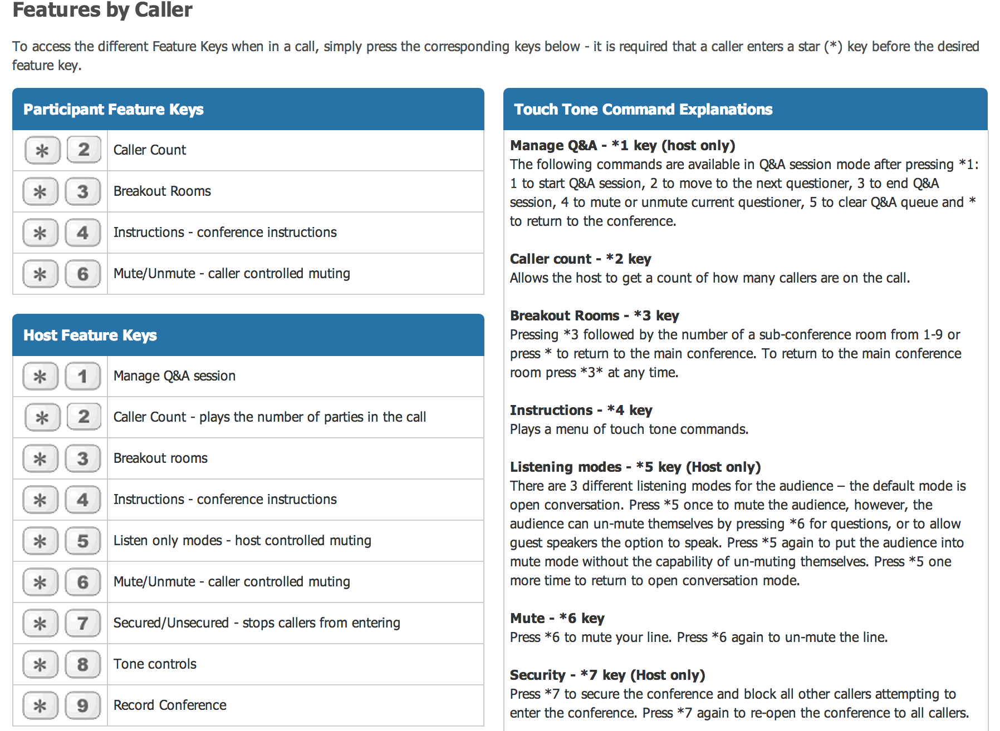 Features by Caller
To access the different Feature Keys when in a call, simply press the corresponding keys below - it is required that a caller enters a star (*) key before the desired
feature key.
Participant Feature Keys
* 2 Caller Count
* 3 Breakout Rooms
* 4 Instructions - conference instructions
* 6 Mute/Unmute - caller controlled muting
Host Feature Keys
* 1 Manage Q&A session
* 2 Caller Count - plays the number of parties in the call
* 3 Breakout rooms
* 4 Instructions - conference instructions
* 5 Listen only modes - host controlled muting
* 6 Mute/Unmute - caller controlled muting
* 7 Secured/Unsecured - stops callers from entering
* 8 Tone controls
* 9 Record Conference
Touch Tone Command Explanations
Manage Q&A - *1 key (host only)
The following commands are available in Q&A session mode after pressing *1:
1 to start Q&A session, 2 to move to the next questioner, 3 to end Q&A
session, 4 to mute or unmute current questioner, 5 to clear Q&A queue and *
to return to the conference.
Caller count - *2 key
Allows the host to get a count of how many callers are on the call.
Breakout Rooms - *3 key
Pressing *3 followed by the number of a sub-conference room from 1-9 or
press * to return to the main conference. To return to the main conference
room press *3* at any time.
Instructions - *4 key
Plays a menu of touch tone commands.
Listening modes - *5 key (Host only)
There are 3 different listening modes for the audience – the default mode is
open conversation. Press *5 once to mute the audience, however, the
audience can un-mute themselves by pressing *6 for questions, or to allow
guest speakers the option to speak. Press *5 again to put the audience into
mute mode without the capability of un-muting themselves. Press *5 one
more time to return to open conversation mode.
Mute - *6 key
Press *6 to mute your line. Press *6 again to un-mute the line.
Security - *7 key (Host only)
Press *7 to secure the conference and block all other callers attempting to
enter the conference. Press *7 again to re-open the conference to all callers.